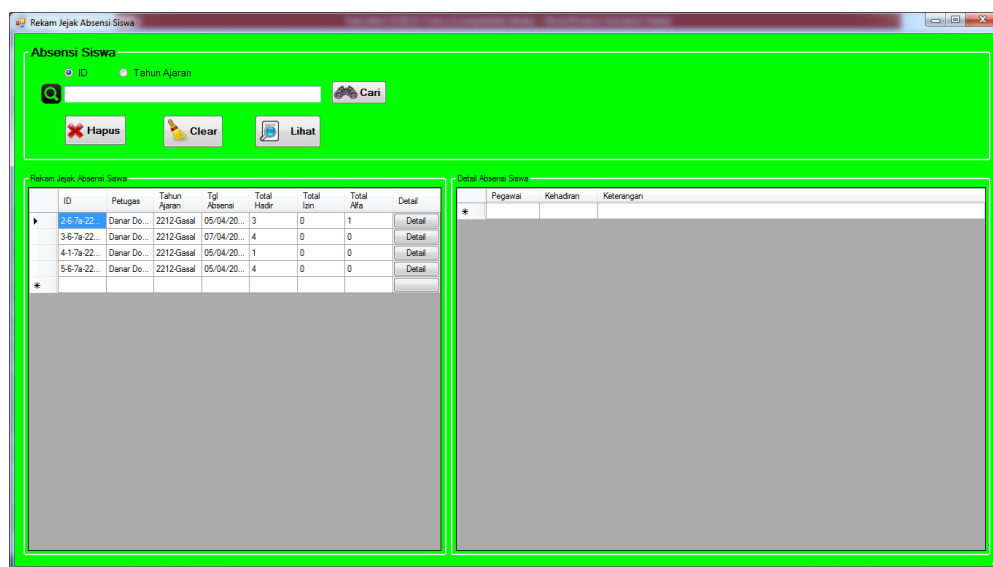 Rekam Jejak Absensi Siswa
Absensi Siswa
ID Tahun Ajaran
Cari
Hapus Clear Lihat
Rekam Jejak Absensi Siswa
ID Petugas Tahun Ajaran Tgl Absensi Total Hadir Total Izin Total Alfa Detail
2-6-7a-22... Danar Do... 2212-Gasal 05/04/20... 3 0 1 Detail
3-6-7a-22... Danar Do... 2212-Gasal 07/04/20... 4 0 0 Detail
4-1-7a-22... Danar Do... 2212-Gasal 05/04/20... 1 0 0 Detail
5-6-7a-22... Danar Do... 2212-Gasal 05/04/20... 4 0 0 Detail
Detail Absensi Siswa
Pegawai Kehadiran Keterangan